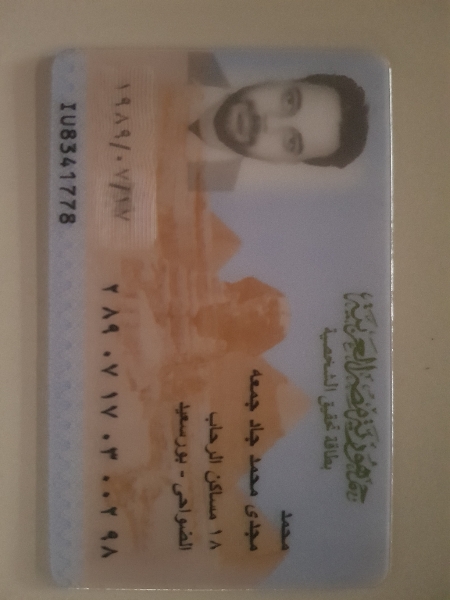 جمهورية مصر العربية
بطاقة تحقيق الشخصية
محمد
مجدى محمد جاد جمعه
١٨ مساكن الرحاب
الضواحى - بورسعيد
٢٨٩٠٧١٧٠٣٠٠٢٩٨
١٩٨٩/٠٧/١٧
IU8341778